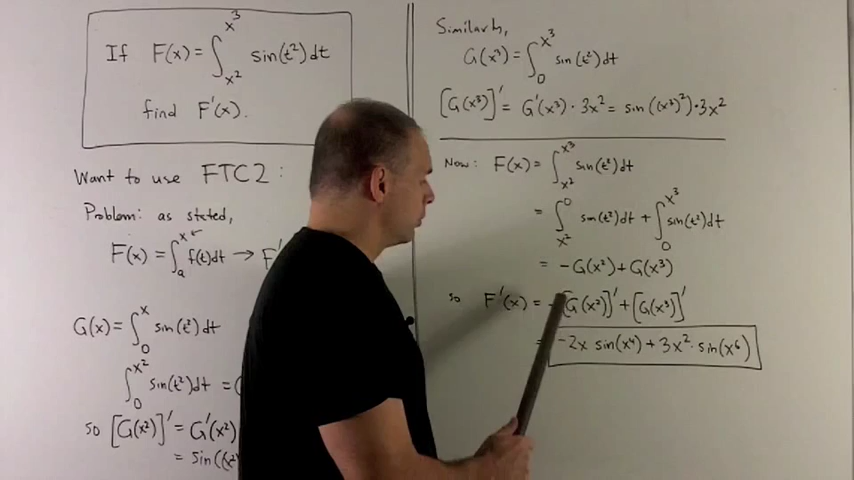 If F(x) = ∫_{x²}^{x³} sin(t²) dt
find F'(x).
Want to use FTC2:
Problem: as stated,
F(x) = ∫_a^x f(t) dt → F'
G(x) = ∫_0^x sin(t²) dt
∫_0^{x²} sin(t²) dt =
so [G(x²)]' = G'(x²)
= sin((x²
Similarly,
G(x³) = ∫_0^{x³} sin(t²) dt
[G(x³)]' = G'(x³) · 3x² = sin((x³)²) · 3x²
Now: F(x) = ∫_{x²}^{x³} sin(t²) dt
= ∫_{x²}^0 sin(t²) dt + ∫_0^{x³} sin(t²) dt
= -G(x²) + G(x³)
so F'(x) = -[G(x²)]' + [G(x³)]'
= -2x sin(x⁴) + 3x² · sin(x⁶)